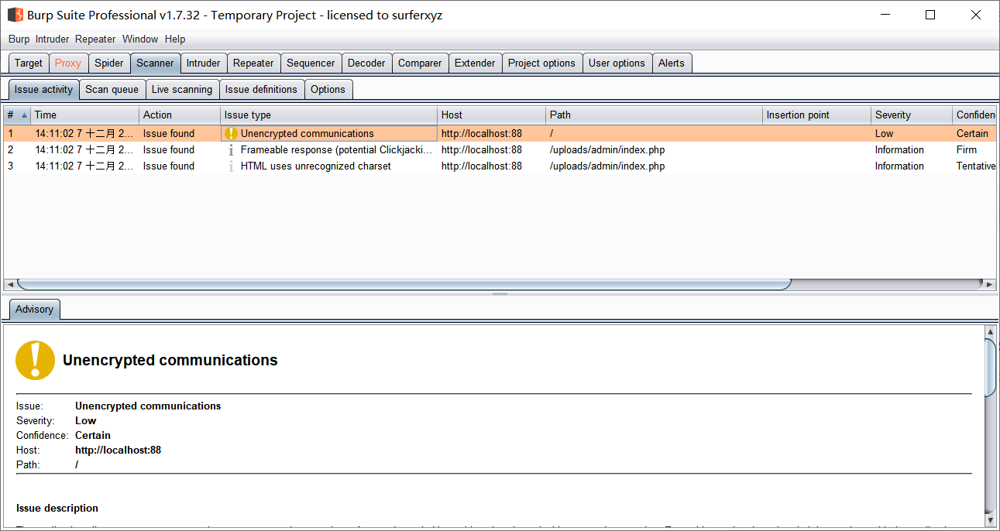 Burp Suite Professional v1.7.32 - Temporary Project - licensed to surferxyz
Burp Intruder Repeater Window Help
Target Proxy Spider Scanner Intruder Repeater Sequencer Decoder Comparer Extender Project options User options Alerts
Issue activity Scan queue Live scanning Issue definitions Options
# Time Action Issue type Host Path Insertion point Severity Confiden
1 14:11:02 7 十二月 2... Issue found Unencrypted communications http://localhost:88 / Low Certain
2 14:11:02 7 十二月 2... Issue found Frameable response (potential Clickjacki... http://localhost:88 /uploads/admin/index.php Information Firm
3 14:11:02 7 十二月 2... Issue found HTML uses unrecognized charset http://localhost:88 /uploads/admin/index.php Information Tentative
Advisory
Unencrypted communications
Issue: Unencrypted communications
Severity: Low
Confidence: Certain
Host: http://localhost:88
Path: /
Issue description